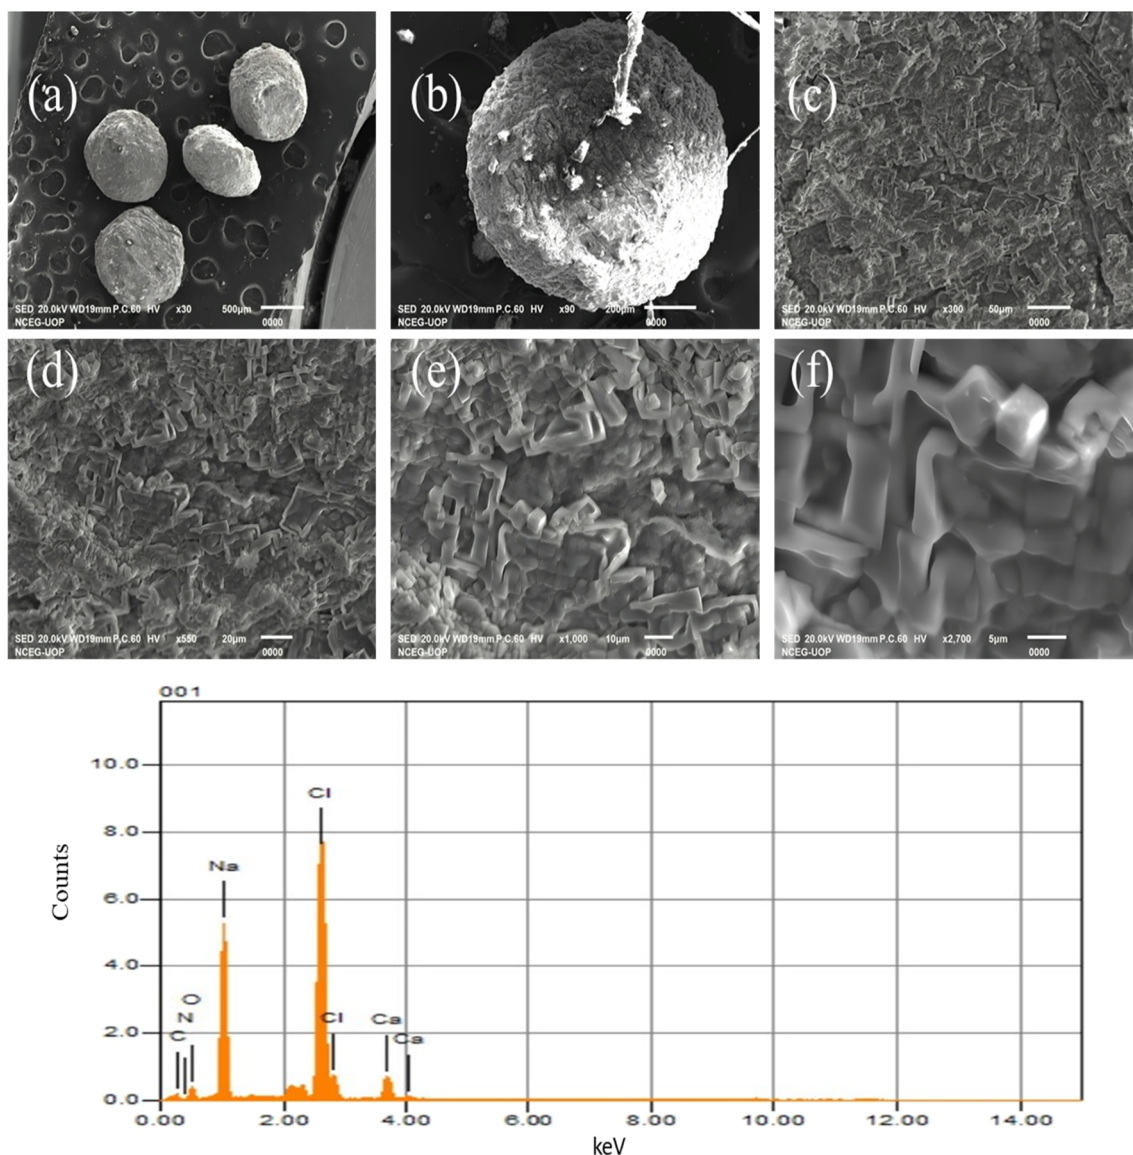 (a)
SED 20.0kV WD19mm P.C.60 HV x30 500µm
0000
NCEG-UOP
(b)
SED 20.0kV WD19mm P.C.60 HV x90 200µm
0000
NCEG-UOP
(c)
SED 20.0kV WD19mm P.C.60 HV x300 50µm
0000
NCEG-UOP
(d)
SED 20.0kV WD19mm P.C.60 HV x550 20µm
0000
NCEG-UOP
(e)
SED 20.0kV WD19mm P.C.60 HV x1,000 10µm
0000
NCEG-UOP
(f)
SED 20.0kV WD19mm P.C.60 HV x2,700 5µm
0000
NCEG-UOP
001
10.0
8.0
6.0
4.0
2.0
0.0
Counts
Cl
Na
O
N
C
Cl
Ca
Ca
0.00 2.00 4.00 6.00 8.00 10.00 12.00 14.00
keV